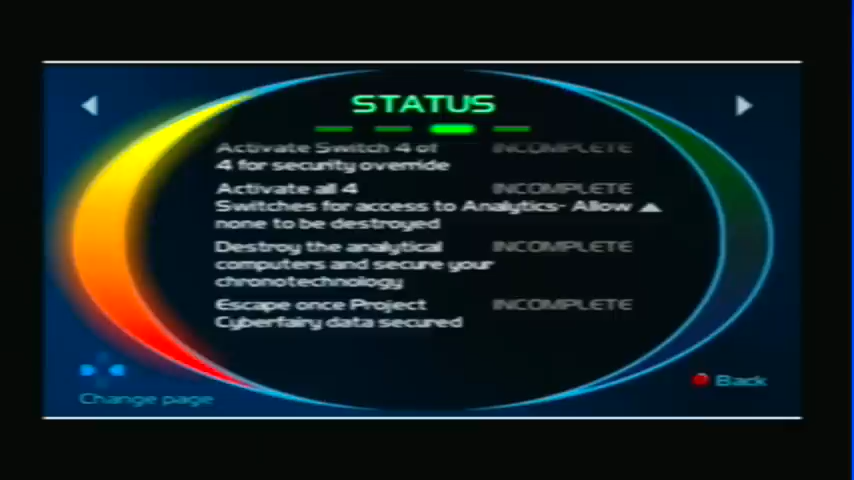 STATUS
Activate Switch 4 of INCOMPLETE
4 for security override
Activate all 4 INCOMPLETE
Switches for access to Analytics- Allow
none to be destroyed
Destroy the analytical INCOMPLETE
computers and secure your
chronotechnology
Escape once Project INCOMPLETE
Cyberfairy data secured
Back
Change page